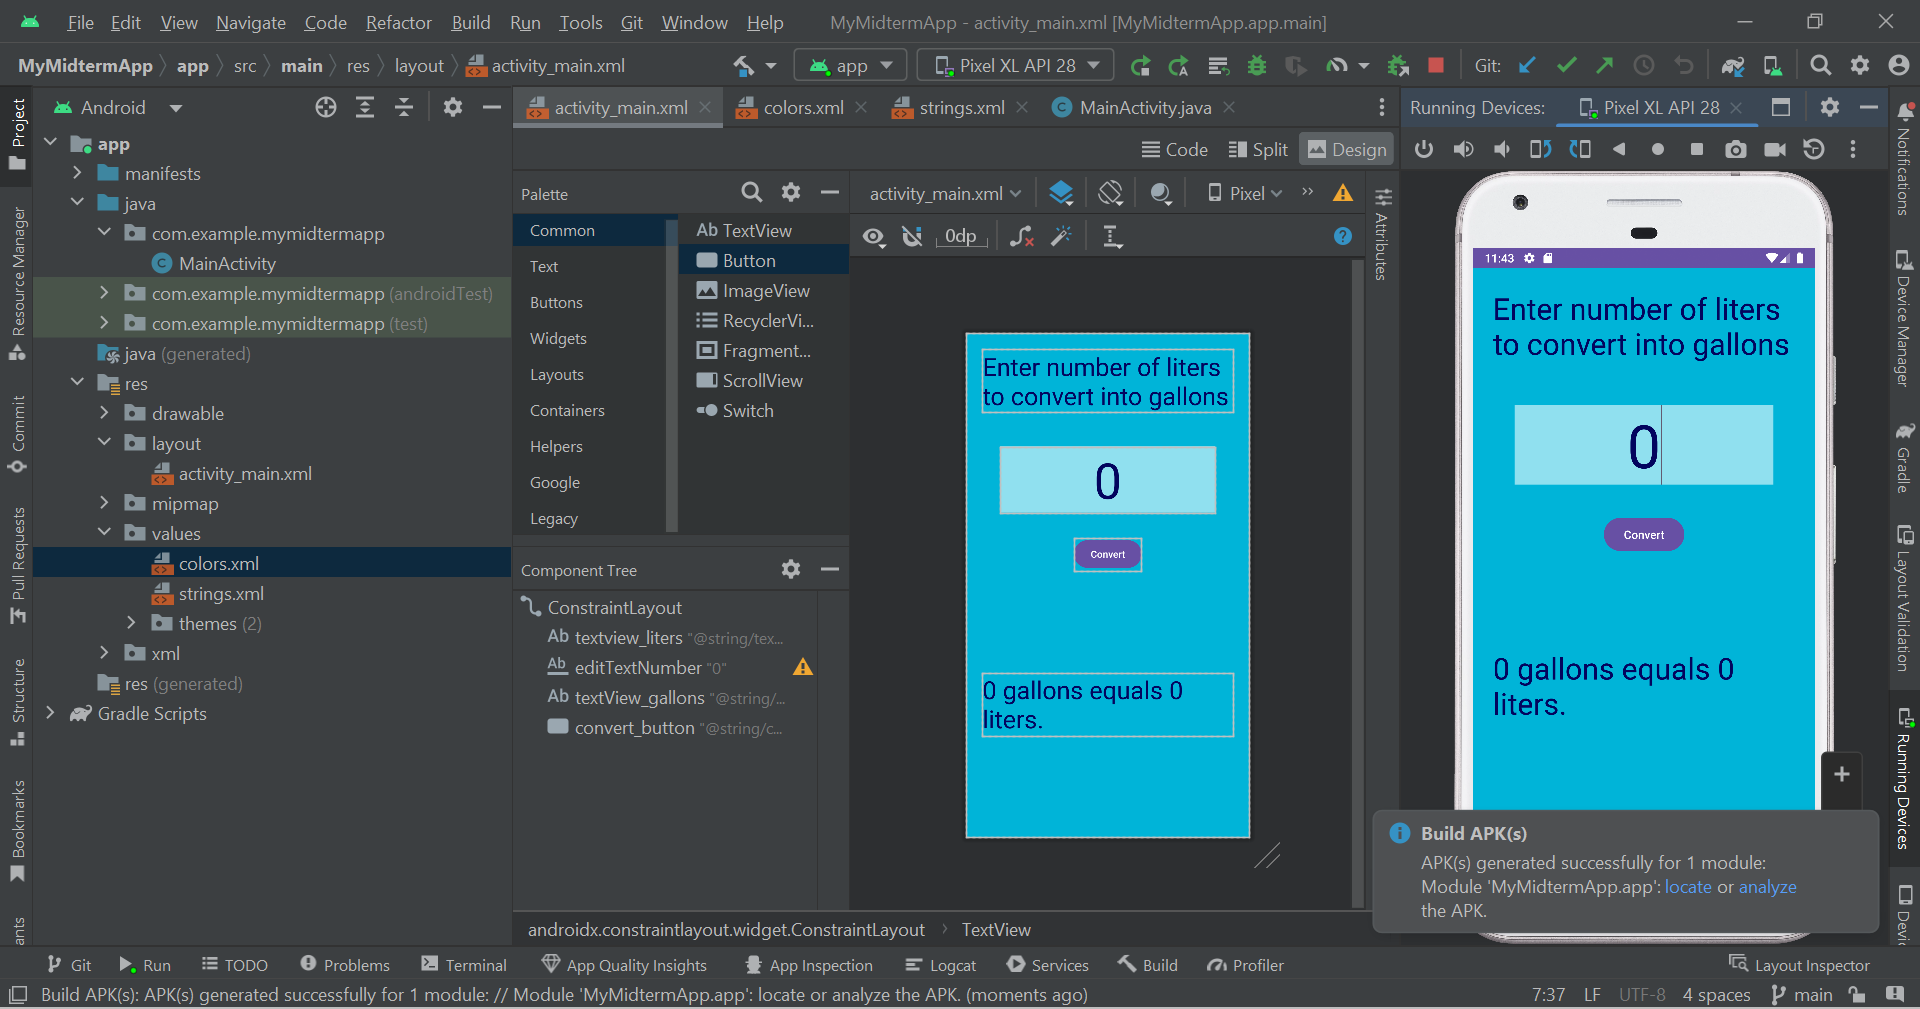 File Edit View Navigate Code Refactor Build Run Tools Git Window Help MyMidtermApp - activity_main.xml [MyMidtermApp.app.main]
MyMidtermApp app src main res layout activity_main.xml app Pixel XL API 28 Git:
Project
Resource Manager
Commit
Pull Requests
Structure
Bookmarks
ants
Android
app
manifests
java
com.example.mymidtermapp
MainActivity
com.example.mymidtermapp (androidTest)
com.example.mymidtermapp (test)
java (generated)
res
drawable
layout
activity_main.xml
mipmap
values
colors.xml
strings.xml
themes (2)
xml
res (generated)
Gradle Scripts
activity_main.xml colors.xml strings.xml MainActivity.java
Code Split Design
Palette
Common
Text
Buttons
Widgets
Layouts
Containers
Helpers
Google
Legacy
Ab TextView
Button
ImageView
RecyclerVi...
Fragment...
ScrollView
Switch
Component Tree
ConstraintLayout
Ab textview_liters "@string/tex...
Ab editTextNumber "0"
Ab textView_gallons "@string/...
convert_button "@string/c...
activity_main.xml Pixel »
0dp ?
Attributes
Enter number of liters
to convert into gallons
0
Convert
0 gallons equals 0
liters.
androidx.constraintlayout.widget.ConstraintLayout TextView
Running Devices: Pixel XL API 28
11:43
Enter number of liters
to convert into gallons
0
Convert
0 gallons equals 0
liters.
+
Build APK(s)
APK(s) generated successfully for 1 module:
Module 'MyMidtermApp.app': locate or analyze
the APK.
Notifications
Device Manager
Gradle
Layout Validation
Running Devices
Devi
Git Run TODO Problems Terminal App Quality Insights App Inspection Logcat Services Build Profiler Layout Inspector
Build APK(s): APK(s) generated successfully for 1 module: // Module 'MyMidtermApp.app': locate or analyze the APK. (moments ago) 7:37 LF UTF-8 4 spaces main